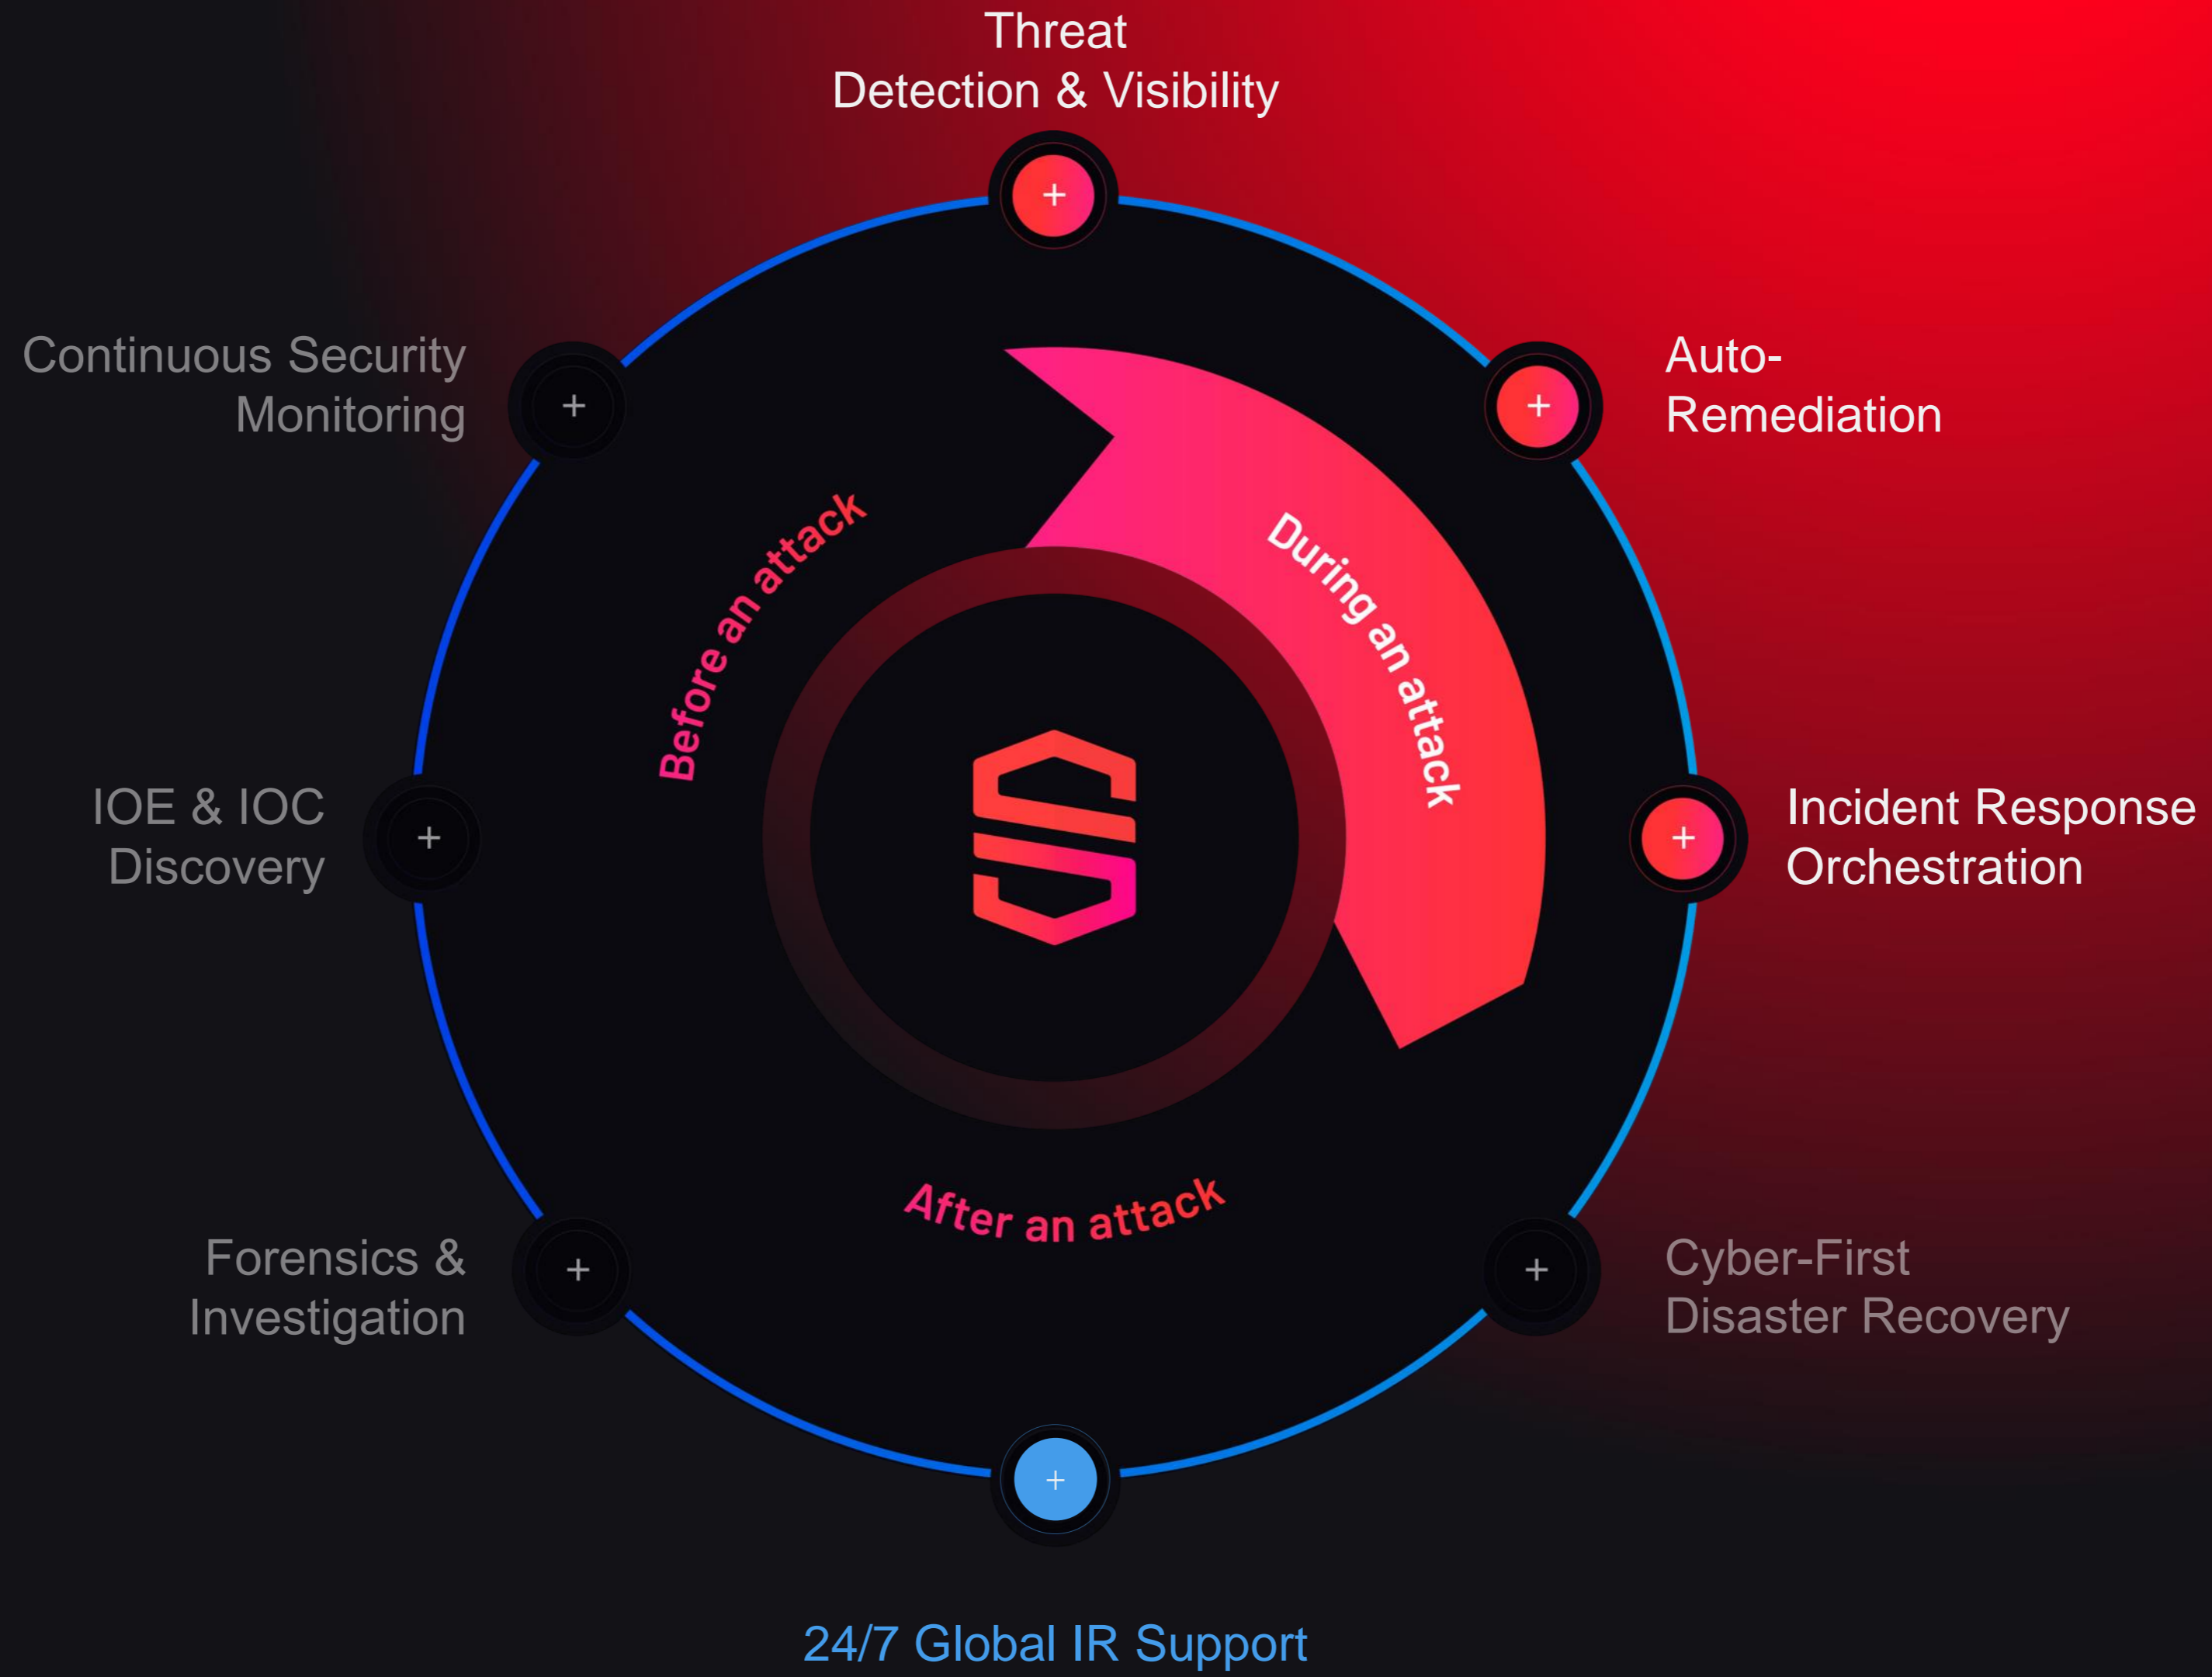 Threat
Detection & Visibility
Continuous Security
Monitoring
Auto-
Remediation
Before an attack
During an attack
IOE & IOC
Discovery
Incident Response
Orchestration
After an attack
Forensics &
Investigation
Cyber-First
Disaster Recovery
24/7 Global IR Support